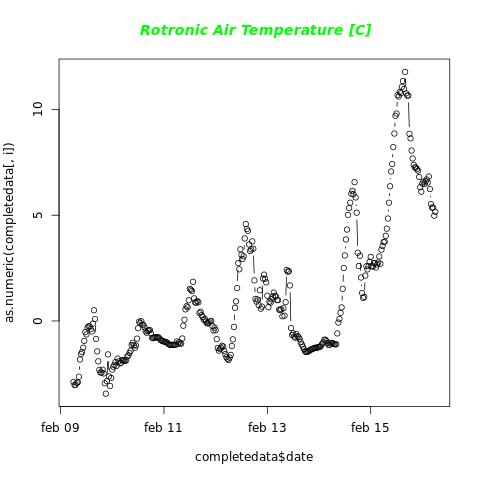 Rotronic Air Temperature [C]
as.numeric(completedata[, i])
10
5
0
feb 09
feb 11
feb 13
feb 15
completedata$date